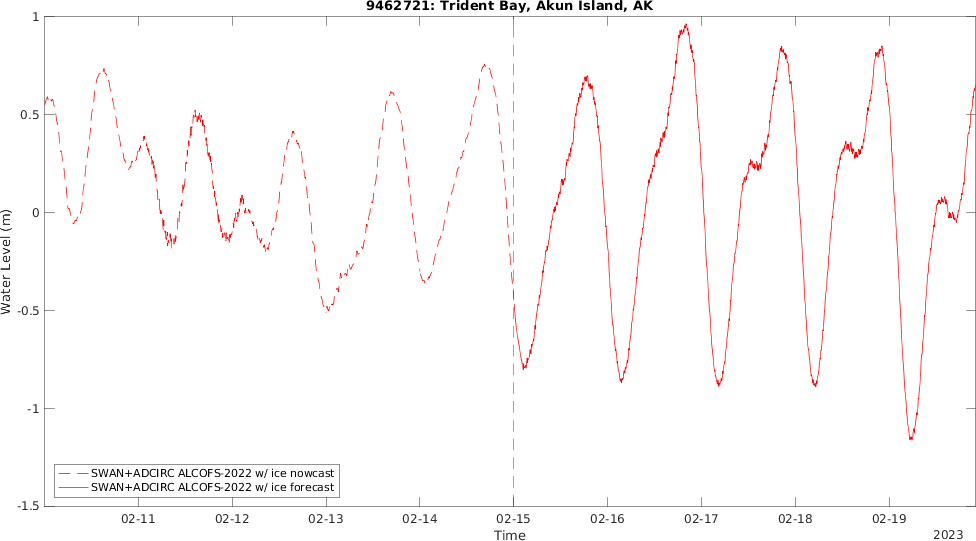 9462721: Trident Bay, Akun Island, AK
1
0.5
0
-0.5
-1
-1.5
Water Level (m)
SWAN+ADCIRC ALCOFS-2022 w/ ice nowcast
SWAN+ADCIRC ALCOFS-2022 w/ ice forecast
02-11 02-12 02-13 02-14 02-15 02-16 02-17 02-18 02-19
Time
2023